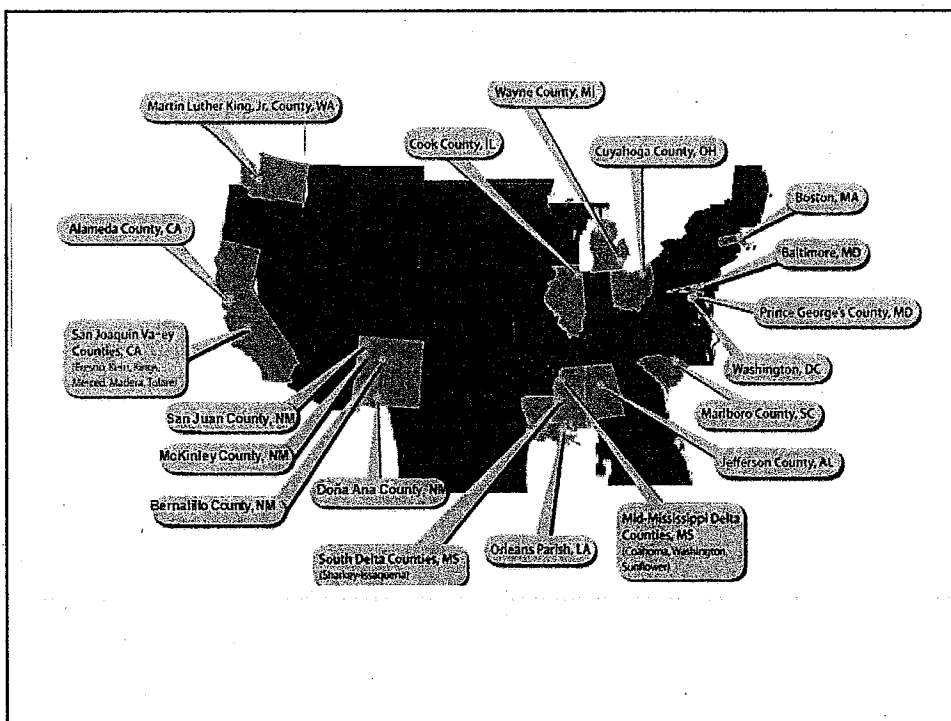 Wayne County, MI
Martin Luther King, Jr. County, WA
Cook County, IL
Cuyahoga County, OH
Boston, MA
Alameda County, CA
Baltimore, MD
Prince George's County, MD
San Joaquin Valley
Counties, CA
(Fresno, Kern, Kings,
Merced, Madera, Tulare)
Washington, DC
Marlboro County, SC
San Juan County, NM
McKinley County, NM
Jefferson County, AL
Doña Ana County, NM
Bernalillo County, NM
Mid-Mississippi Delta
Counties, MS
(Coahoma, Washington,
Sunflower)
Orleans Parish, LA
South Delta Counties, MS
(Sharkey-Issaquena)